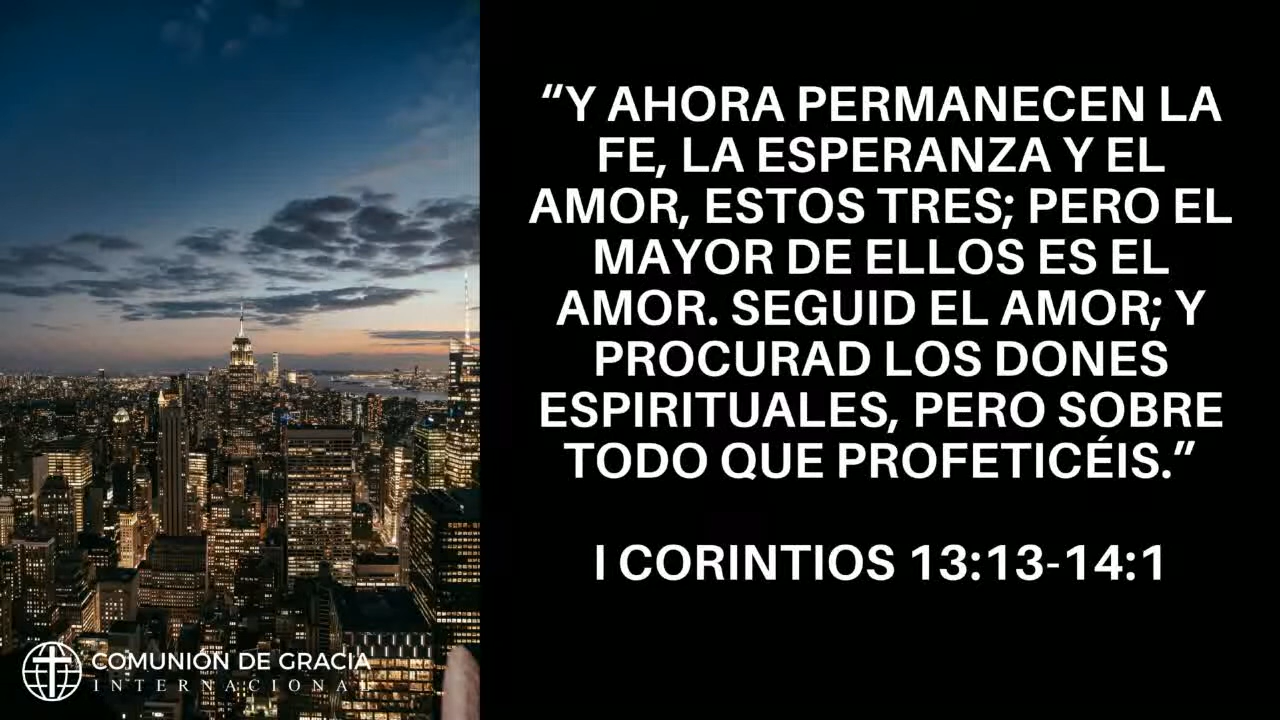 “Y AHORA PERMANECEN LA
FE, LA ESPERANZA Y EL
AMOR, ESTOS TRES; PERO EL
MAYOR DE ELLOS ES EL
AMOR. SEGUID EL AMOR; Y
PROCURAD LOS DONES
ESPIRITUALES, PERO SOBRE
TODO QUE PROFETICÉIS.”
I CORINTIOS 13:13-14:1
COMUNIÓN DE GRACIA
INTERNACIONAL